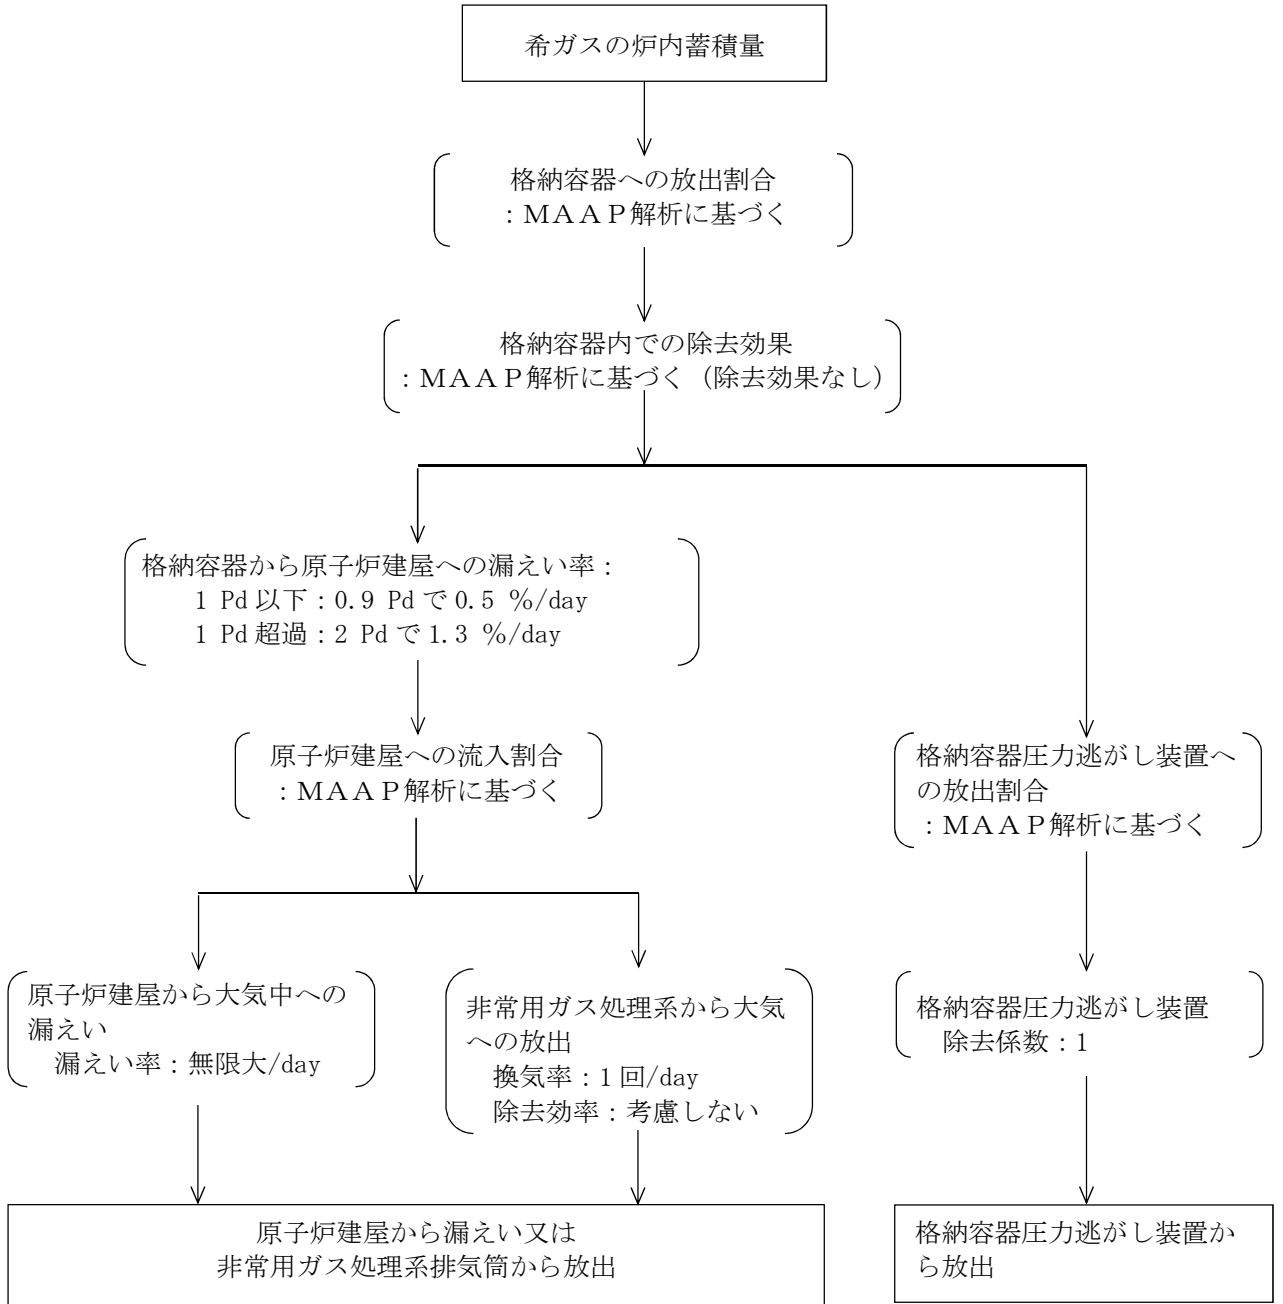 希ガスの炉内蓄積量
格納容器への放出割合
：ＭＡＡＰ解析に基づく
格納容器内での除去効果
：ＭＡＡＰ解析に基づく（除去効果なし）
格納容器から原子炉建屋への漏えい率：
1 Pd 以下：0.9 Pd で 0.5 %/day
1 Pd 超過：2 Pd で 1.3 %/day
原子炉建屋への流入割合
：ＭＡＡＰ解析に基づく
格納容器圧力逃がし装置へ
の放出割合
：ＭＡＡＰ解析に基づく
原子炉建屋から大気中への
漏えい
漏えい率：無限大/day
非常用ガス処理系から大気
への放出
換気率：1 回/day
除去効率：考慮しない
格納容器圧力逃がし装置
除去係数：1
原子炉建屋から漏えい又は
非常用ガス処理系排気筒から放出
格納容器圧力逃がし装置か
ら放出